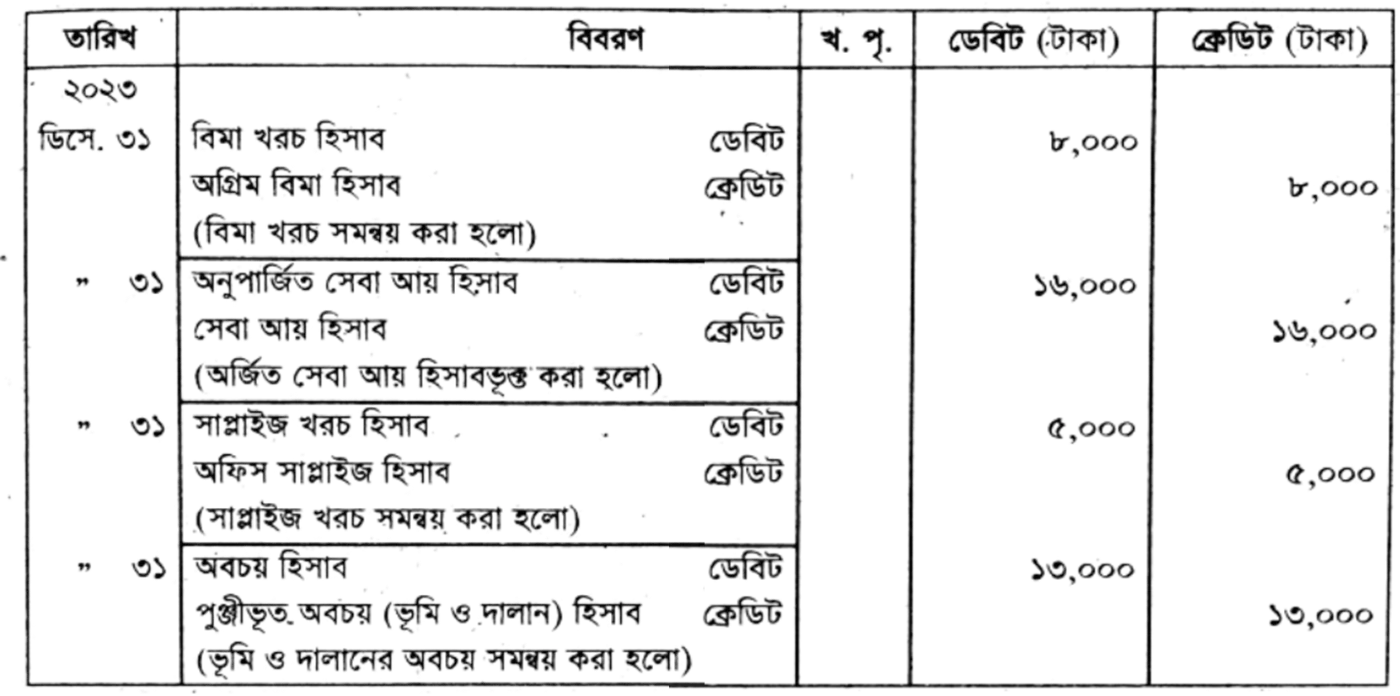 তারিখ বিবরণ খ. পৃ. ডেবিট (টাকা) ক্রেডিট (টাকা)
২০২৩
ডিসে. ৩১ বিমা খরচ হিসাব ডেবিট ৮,০০০
অগ্রিম বিমা হিসাব ক্রেডিট ৮,০০০
(বিমা খরচ সমন্বয় করা হলো)
" ৩১ অনুপার্জিত সেবা আয় হিসাব ডেবিট ১৬,০০০
সেবা আয় হিসাব ক্রেডিট ১৬,০০০
(অর্জিত সেবা আয় হিসাবভুক্ত করা হলো)
" ৩১ সাপ্লাইজ খরচ হিসাব ডেবিট ৫,০০০
অফিস সাপ্লাইজ হিসাব ক্রেডিট ৫,০০০
(সাপ্লাইজ খরচ সমন্বয় করা হলো)
" ৩১ অবচয় হিসাব ডেবিট ১৩,০০০
পুঞ্জীভূত অবচয় (ভূমি ও দালান) হিসাব ক্রেডিট ১৩,০০০
(ভূমি ও দালানের অবচয় সমন্বয় করা হলো)